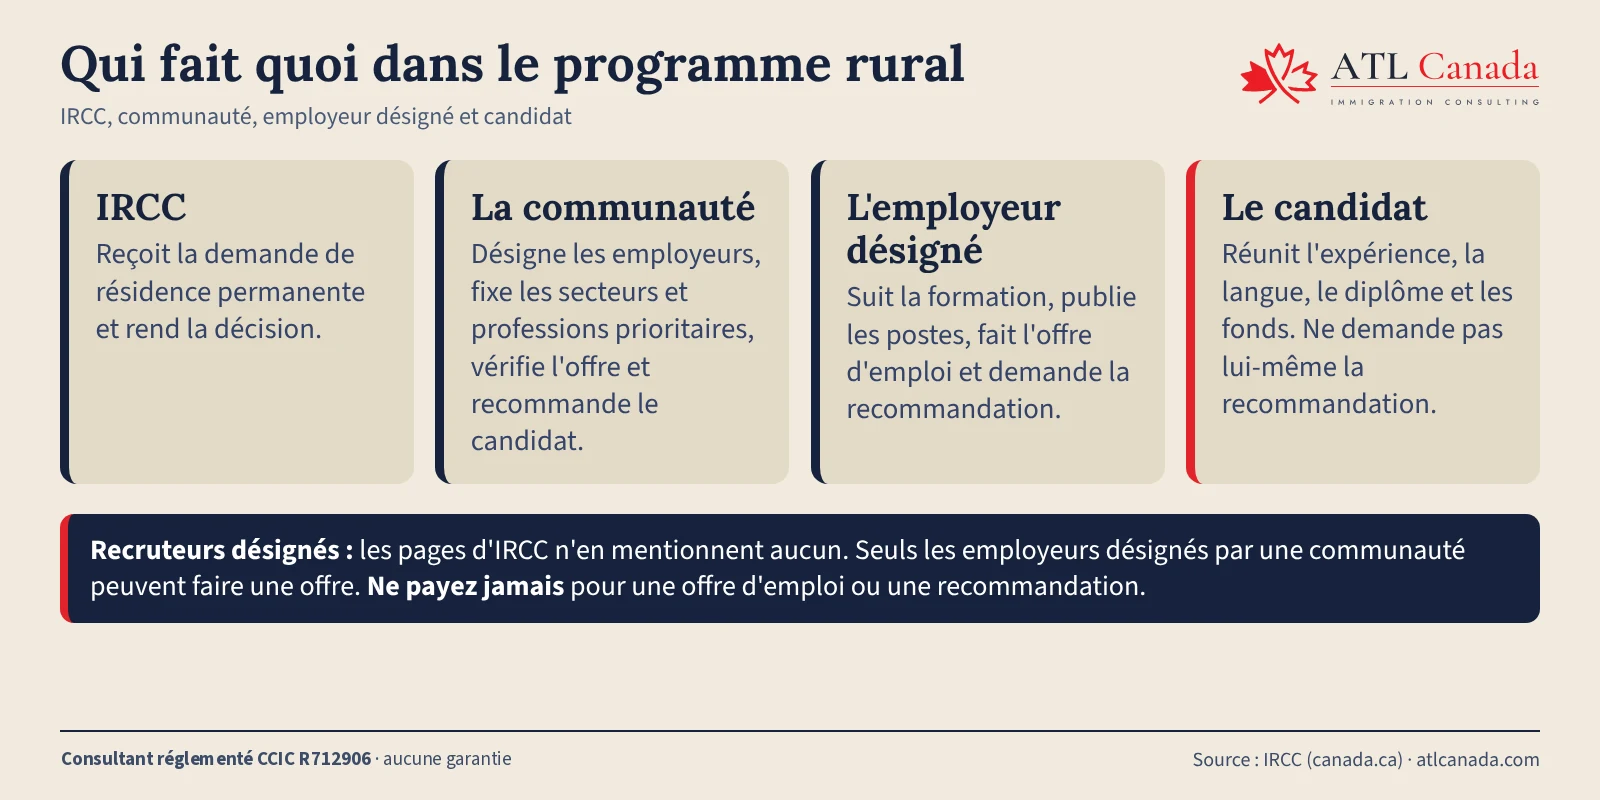 Qui fait quoi dans le programme rural
IRCC, communauté, employeur désigné et candidat
ATL Canada
IMMIGRATION CONSULTING
IRCC
Reçoit la demande de
résidence permanente
et rend la décision.
La communauté
Désigne les employeurs,
fixe les secteurs et
professions prioritaires,
vérifie l'offre et
recommande le
candidat.
L'employeur
désigné
Suit la formation, publie
les postes, fait l'offre
d'emploi et demande la
recommandation.
Le candidat
Réunit l'expérience, la
langue, le diplôme et les
fonds. Ne demande pas
lui-même la
recommandation.
Recruteurs désignés : les pages d'IRCC n'en mentionnent aucun. Seuls les employeurs désignés par une communauté
peuvent faire une offre. Ne payez jamais pour une offre d'emploi ou une recommandation.
Consultant réglementé CCIC R712906 · aucune garantie
Source : IRCC (canada.ca) · atlcanada.com